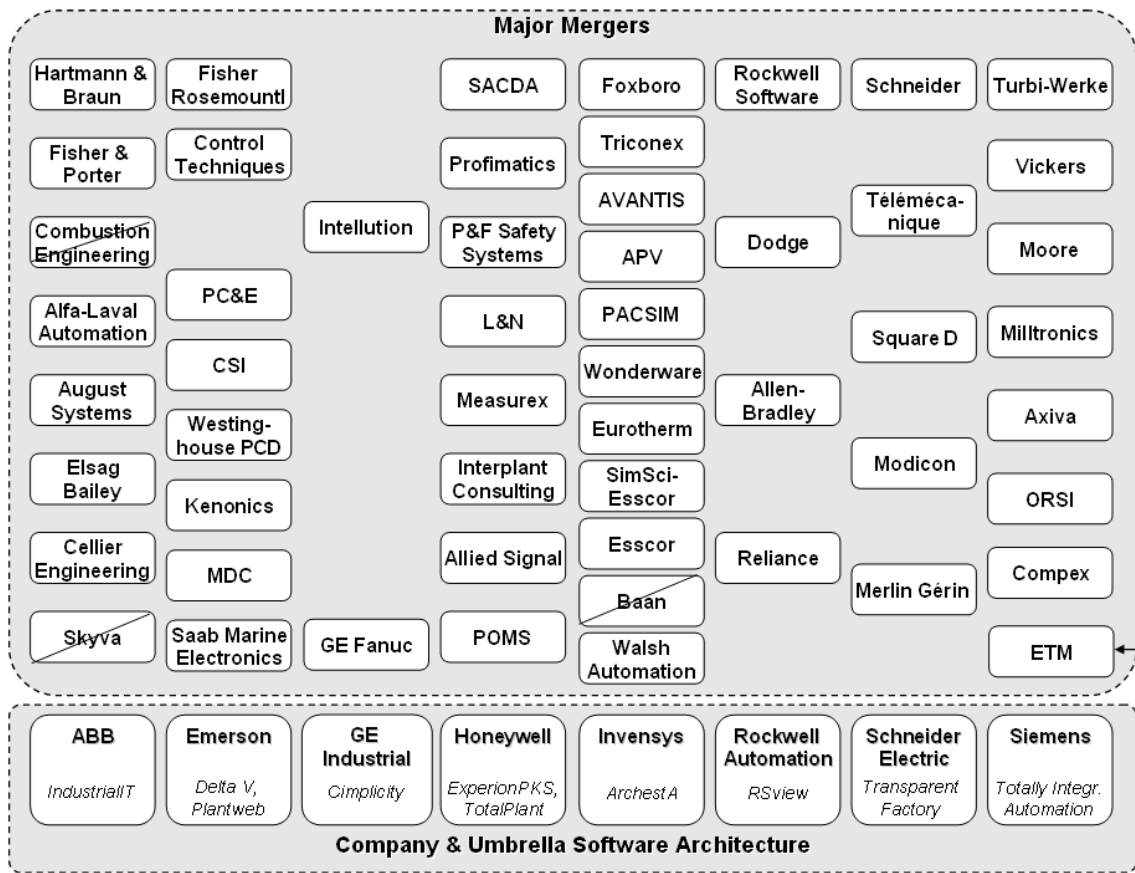 Major Mergers
Hartmann &
Braun
Fisher &
Porter
Combustion
Engineering
Alfa-Laval
Automation
August
Systems
Elsag
Bailey
Cellier
Engineering
Skyva
Fisher
Rosemountl
Control
Techniques
PC&E
CSI
Westing-
house PCD
Kenonics
MDC
Saab Marine
Electronics
Intellution
GE Fanuc
SACDA
Profimatics
P&F Safety
Systems
L&N
Measurex
Interplant
Consulting
Allied Signal
POMS
Foxboro
Triconex
AVANTIS
APV
PACSIM
Wonderware
Eurotherm
SimSci-
Esscor
Esscor
Baan
Walsh
Automation
Rockwell
Software
Dodge
Allen-
Bradley
Reliance
Schneider
Téléméca-
nique
Square D
Modicon
Merlin Gérin
Turbi-Werke
Vickers
Moore
Milltronics
Axiva
ORSI
Compex
ETM
ABB
IndustrialIT
Emerson
Delta V,
Plantweb
GE
Industrial
Cimplicity
Honeywell
ExperionPKS,
TotalPlant
Invensys
ArchestA
Rockwell
Automation
RSview
Schneider
Electric
Transparent
Factory
Siemens
Totally Integr.
Automation
Company & Umbrella Software Architecture